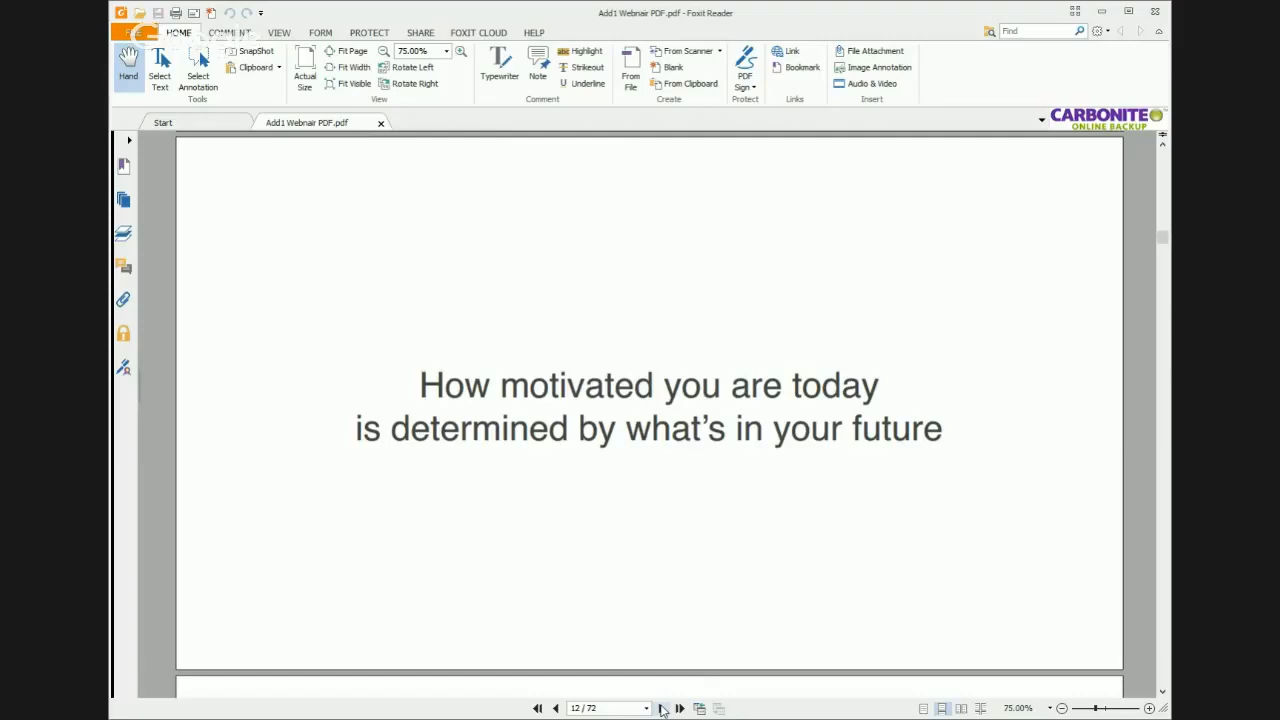 Add1 Webnair PDF.pdf - Foxit Reader
HOME COMMENT VIEW FORM PROTECT SHARE FOXIT CLOUD HELP
Find
Hand
Select Text
Select Annotation
SnapShot
Clipboard
Tools
Actual Size
Fit Page
Fit Width
Fit Visible
75.00%
Rotate Left
Rotate Right
View
Typewriter
Note
Highlight
Strikeout
Underline
Comment
From File
From Scanner
Blank
From Clipboard
Create
PDF Sign
Protect
Link
Bookmark
Links
File Attachment
Image Annotation
Audio & Video
Insert
Start
Add1 Webnair PDF.pdf
CARBONITE
ONLINE BACKUP
How motivated you are today
is determined by what's in your future
12 / 72
75.00%